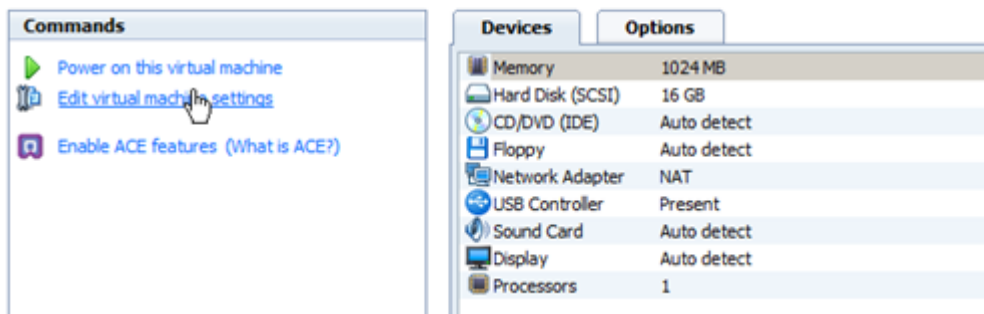 Commands
Power on this virtual machine
Edit virtual machine settings
Enable ACE features (What is ACE?)
Devices Options
Memory 1024 MB
Hard Disk (SCSI) 16 GB
CD/DVD (IDE) Auto detect
Floppy Auto detect
Network Adapter NAT
USB Controller Present
Sound Card Auto detect
Display Auto detect
Processors 1